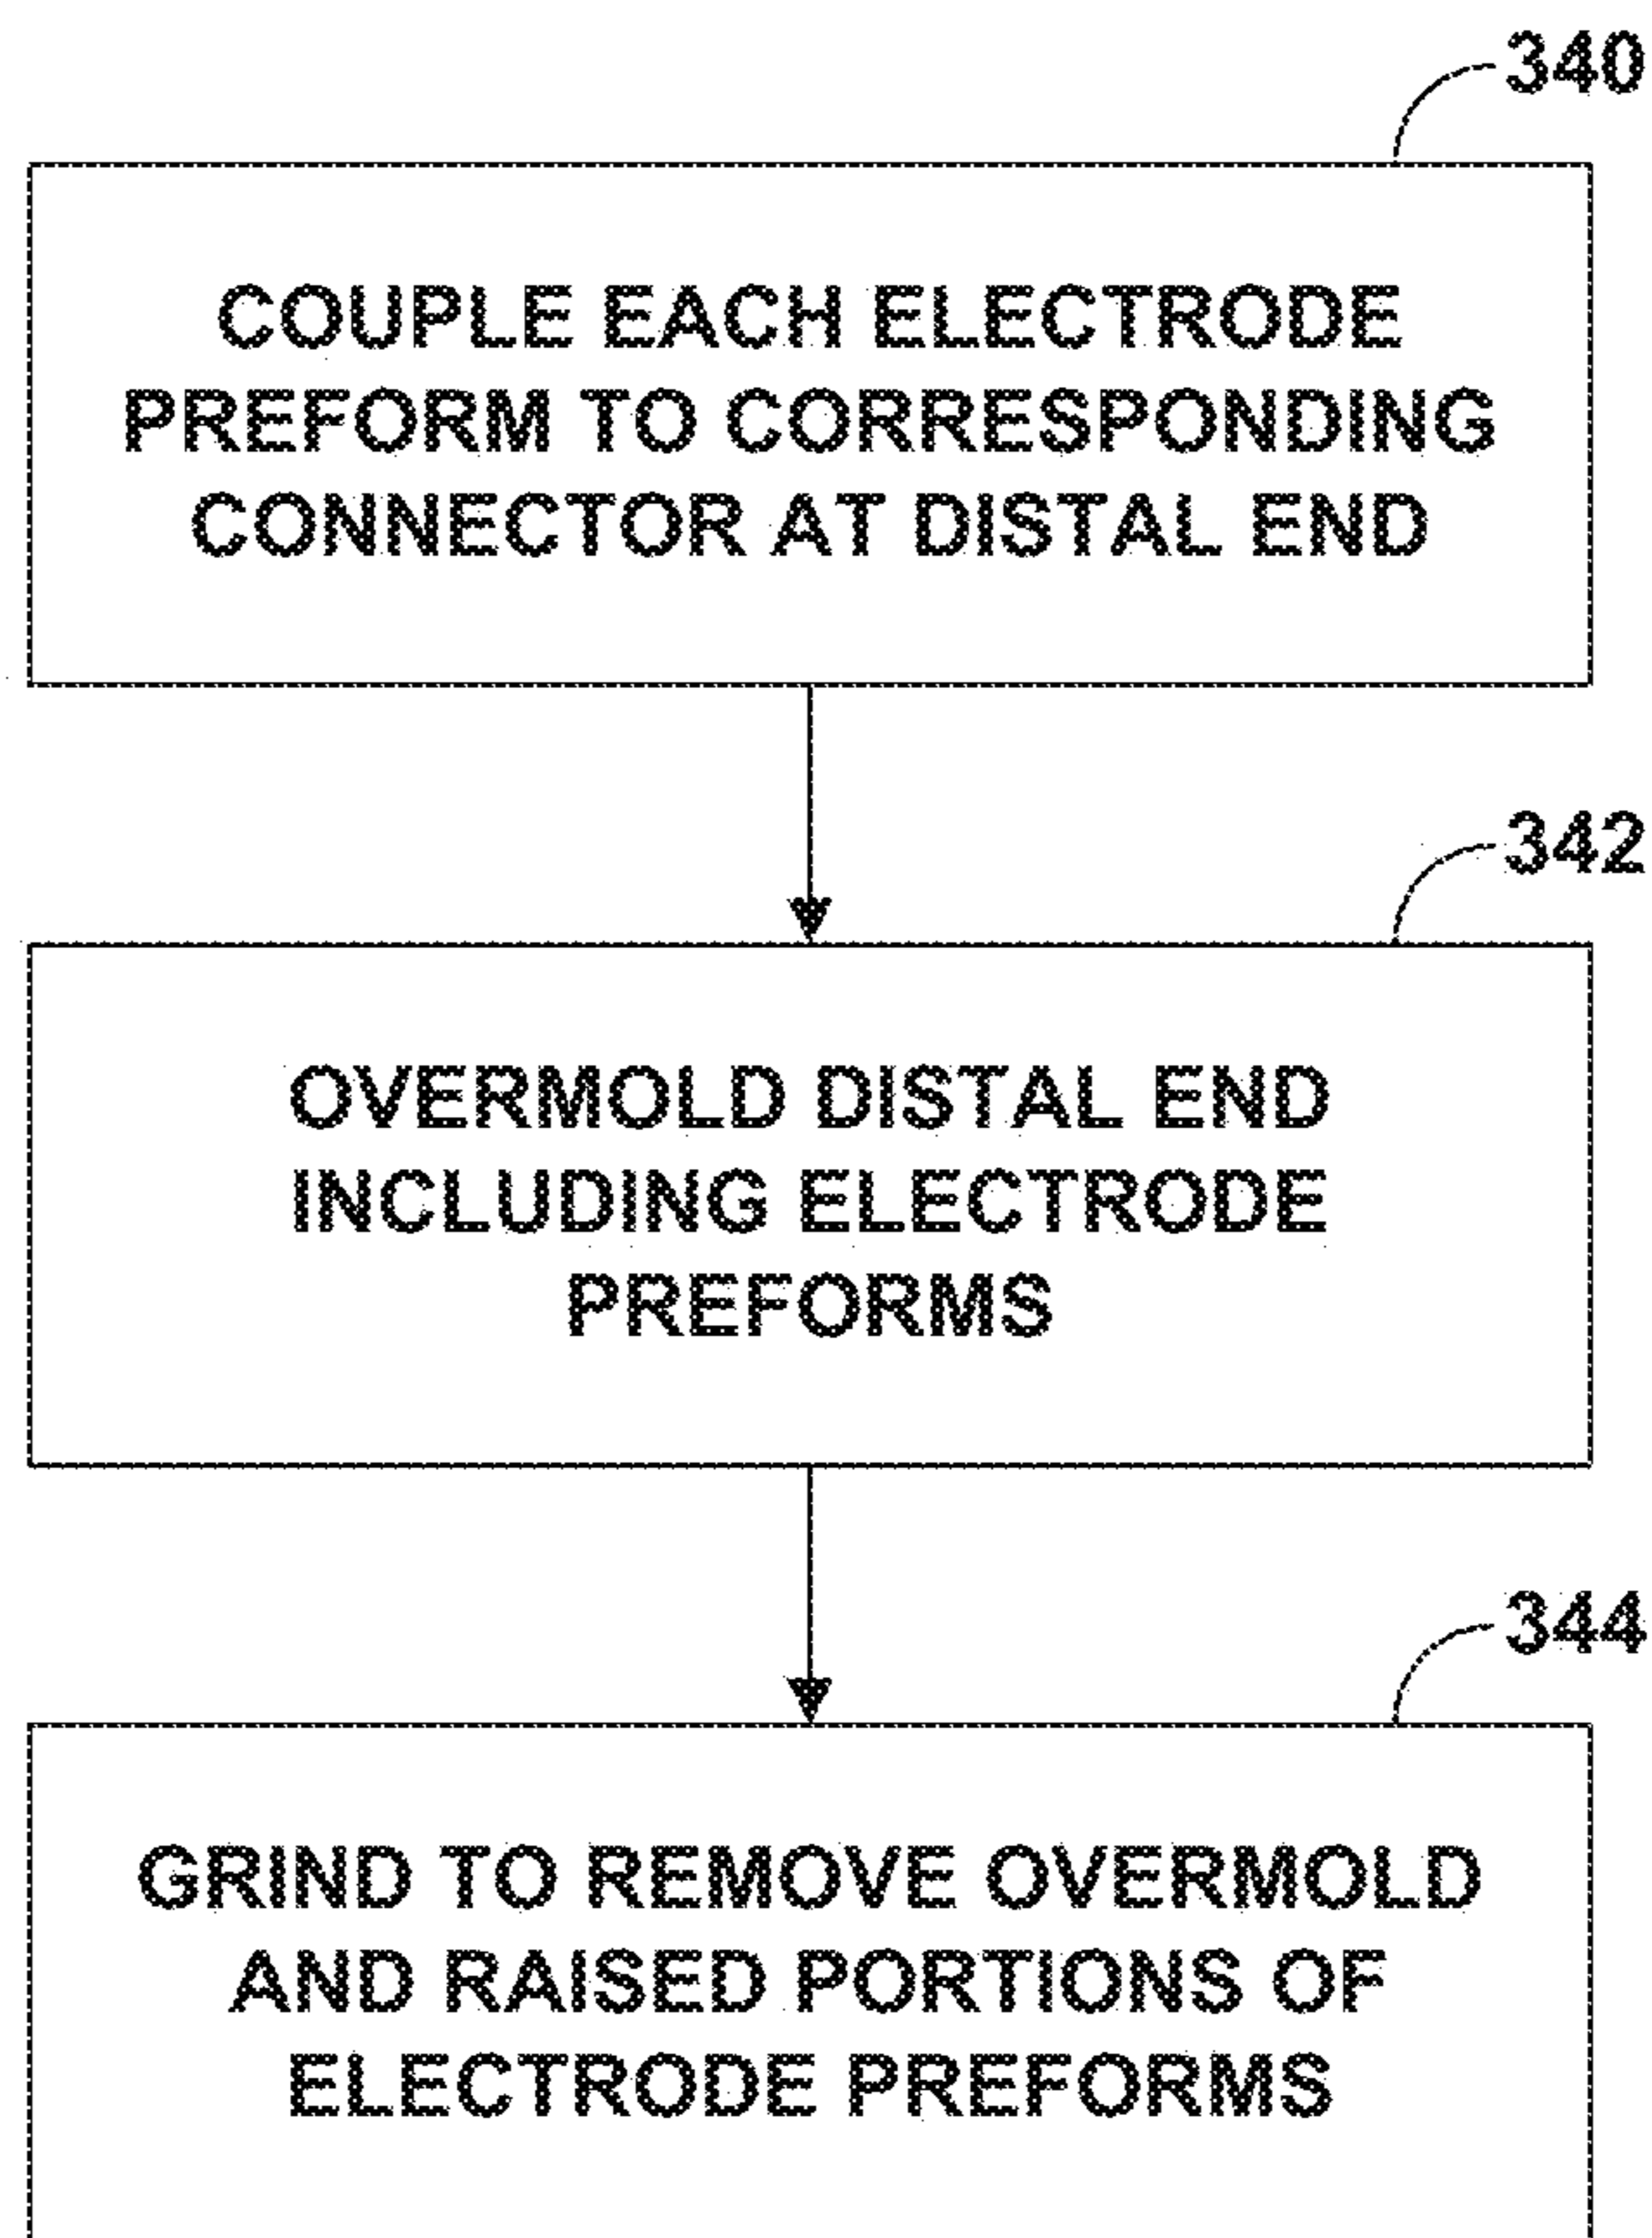 340
COUPLE EACH ELECTRODE
PREFORM TO CORRESPONDING
CONNECTOR AT DISTAL END
342
OVERMOLD DISTAL END
INCLUDING ELECTRODE
PREFORMS
344
GRIND TO REMOVE OVERMOLD
AND RAISED PORTIONS OF
ELECTRODE PREFORMS